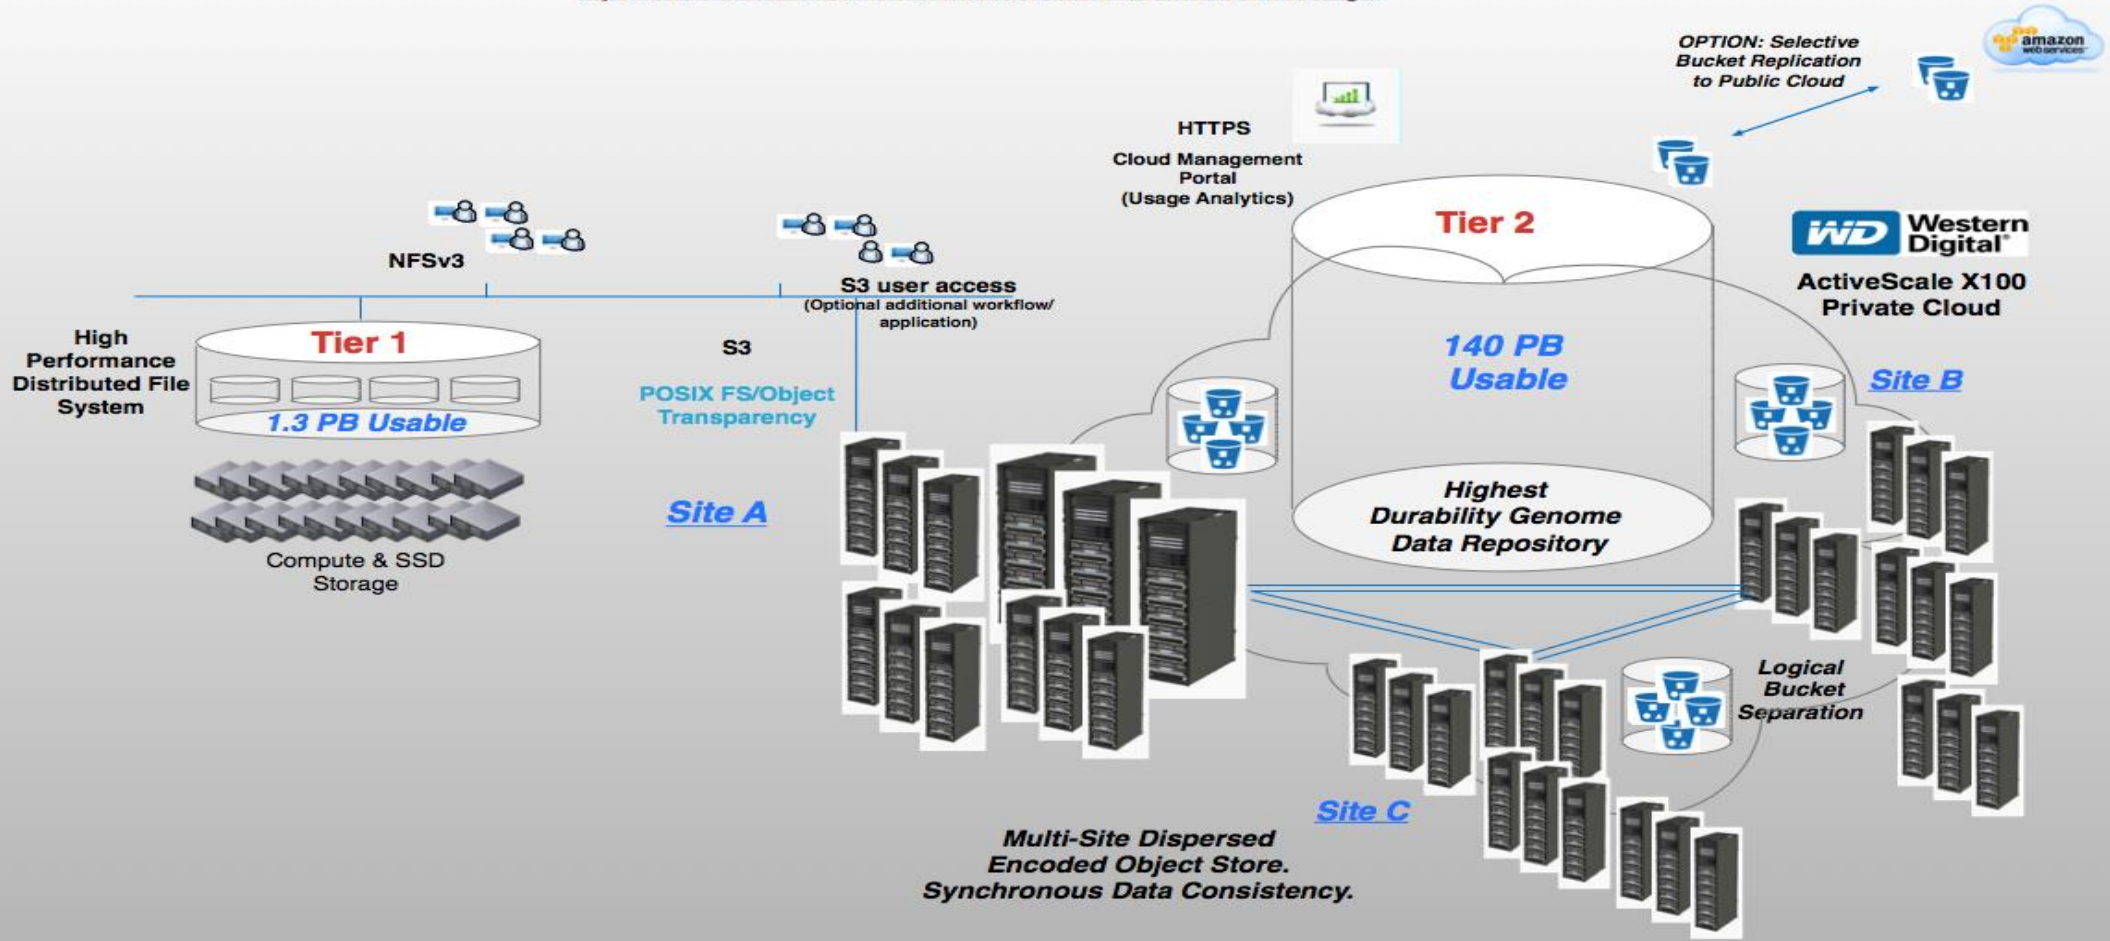 OPTION: Selective
Bucket Replication
to Public Cloud
amazon
webservices
HTTPS
Cloud Management
Portal
(Usage Analytics)
Tier 2
WD Western
Digital®
ActiveScale X100
Private Cloud
NFSv3
S3 user access
(Optional additional workflow/
application)
High
Performance
Distributed File
System
Tier 1
1.3 PB Usable
S3
POSIX FS/Object
Transparency
140 PB
Usable
Site B
Highest
Durability Genome
Data Repository
Site A
Compute & SSD
Storage
Logical
Bucket
Separation
Site C
Multi-Site Dispersed
Encoded Object Store.
Synchronous Data Consistency.